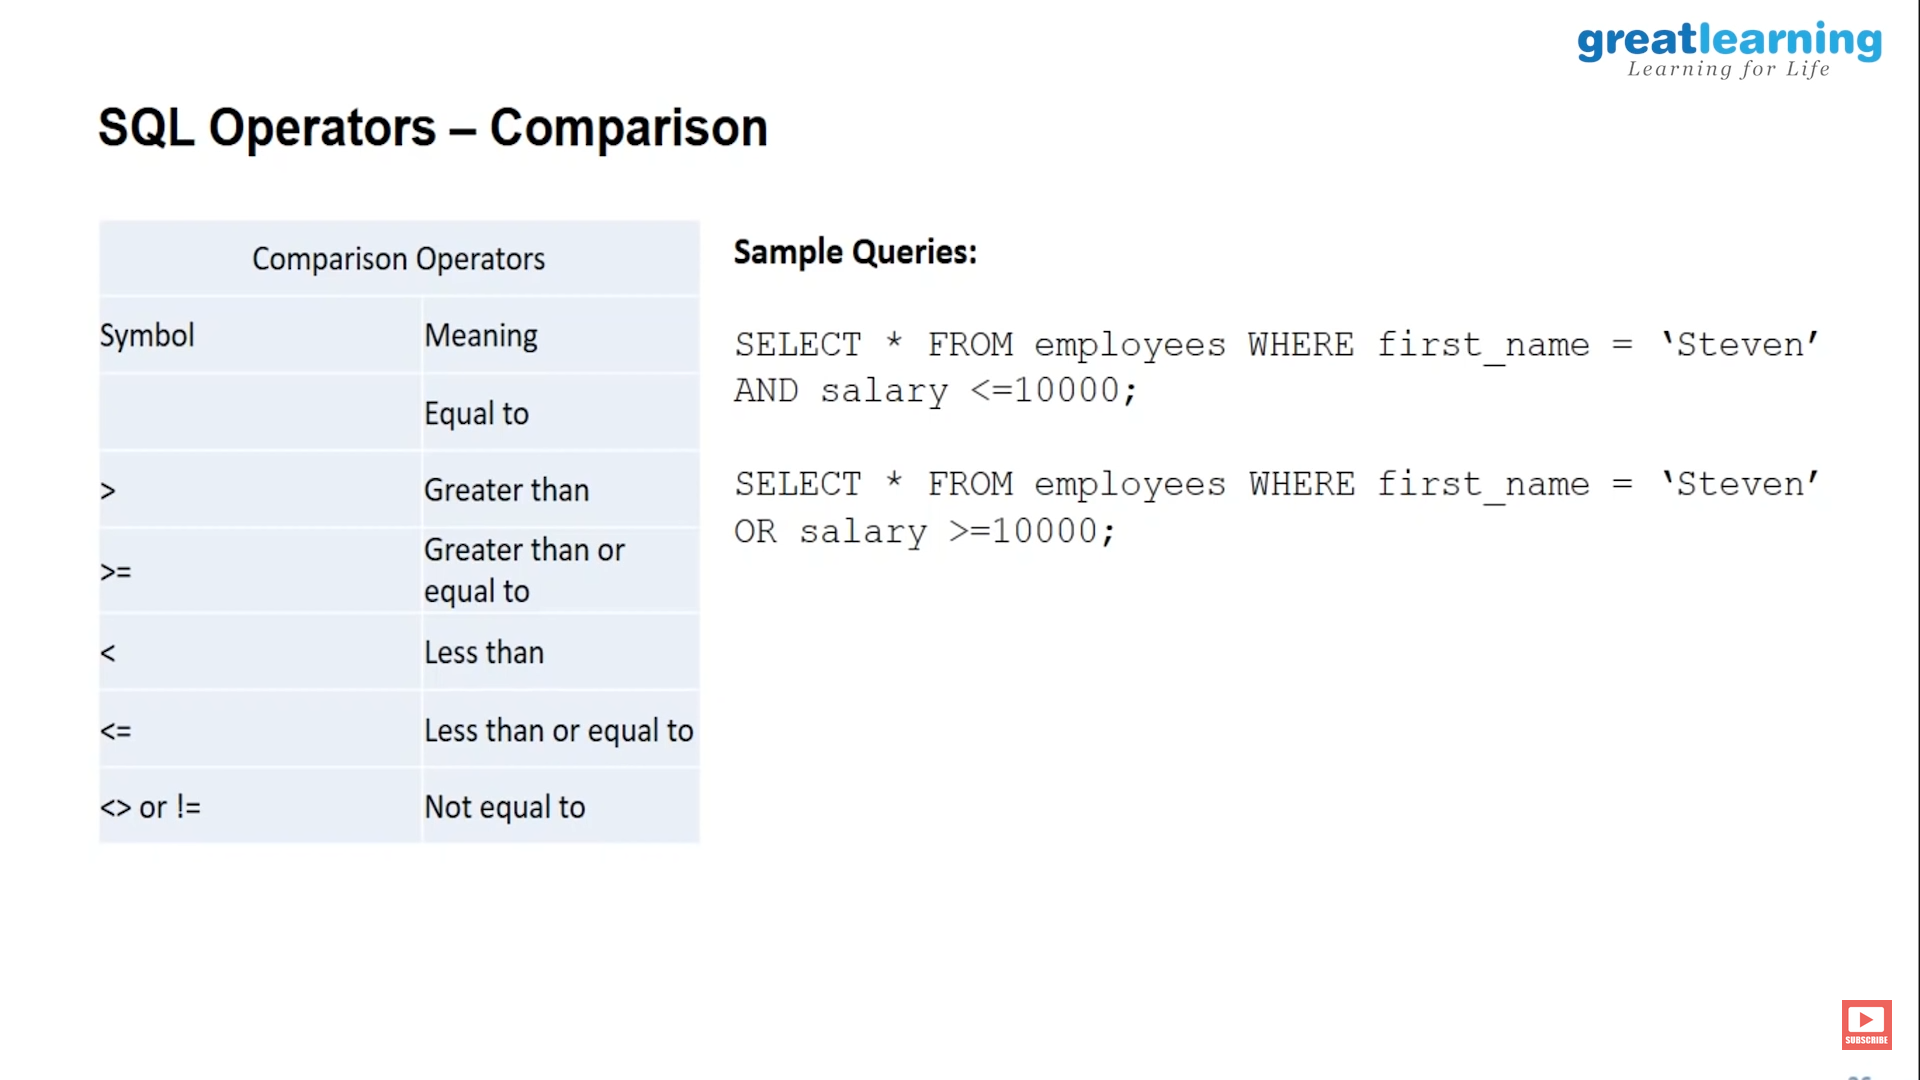 greatlearning
Learning for Life
SQL Operators – Comparison
Comparison Operators
Symbol Meaning
Equal to
> Greater than
>= Greater than or
equal to
< Less than
<= Less than or equal to
<> or != Not equal to
Sample Queries:
SELECT * FROM employees WHERE first_name = ‘Steven’
AND salary <=10000;
SELECT * FROM employees WHERE first_name = ‘Steven’
OR salary >=10000;
SUBSCRIBE